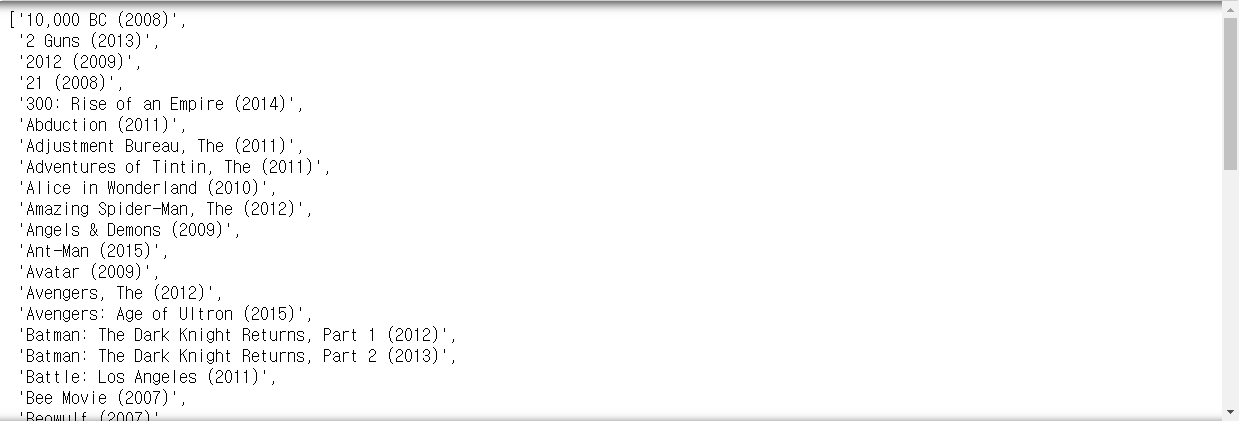 ['10,000 BC (2008)',
'2 Guns (2013)',
'2012 (2009)',
'21 (2008)',
'300: Rise of an Empire (2014)',
'Abduction (2011)',
'Adjustment Bureau, The (2011)',
'Adventures of Tintin, The (2011)',
'Alice in Wonderland (2010)',
'Amazing Spider-Man, The (2012)',
'Angels & Demons (2009)',
'Ant-Man (2015)',
'Avatar (2009)',
'Avengers, The (2012)',
'Avengers: Age of Ultron (2015)',
'Batman: The Dark Knight Returns, Part 1 (2012)',
'Batman: The Dark Knight Returns, Part 2 (2013)',
'Battle: Los Angeles (2011)',
'Bee Movie (2007)',
'Beowulf (2007)'